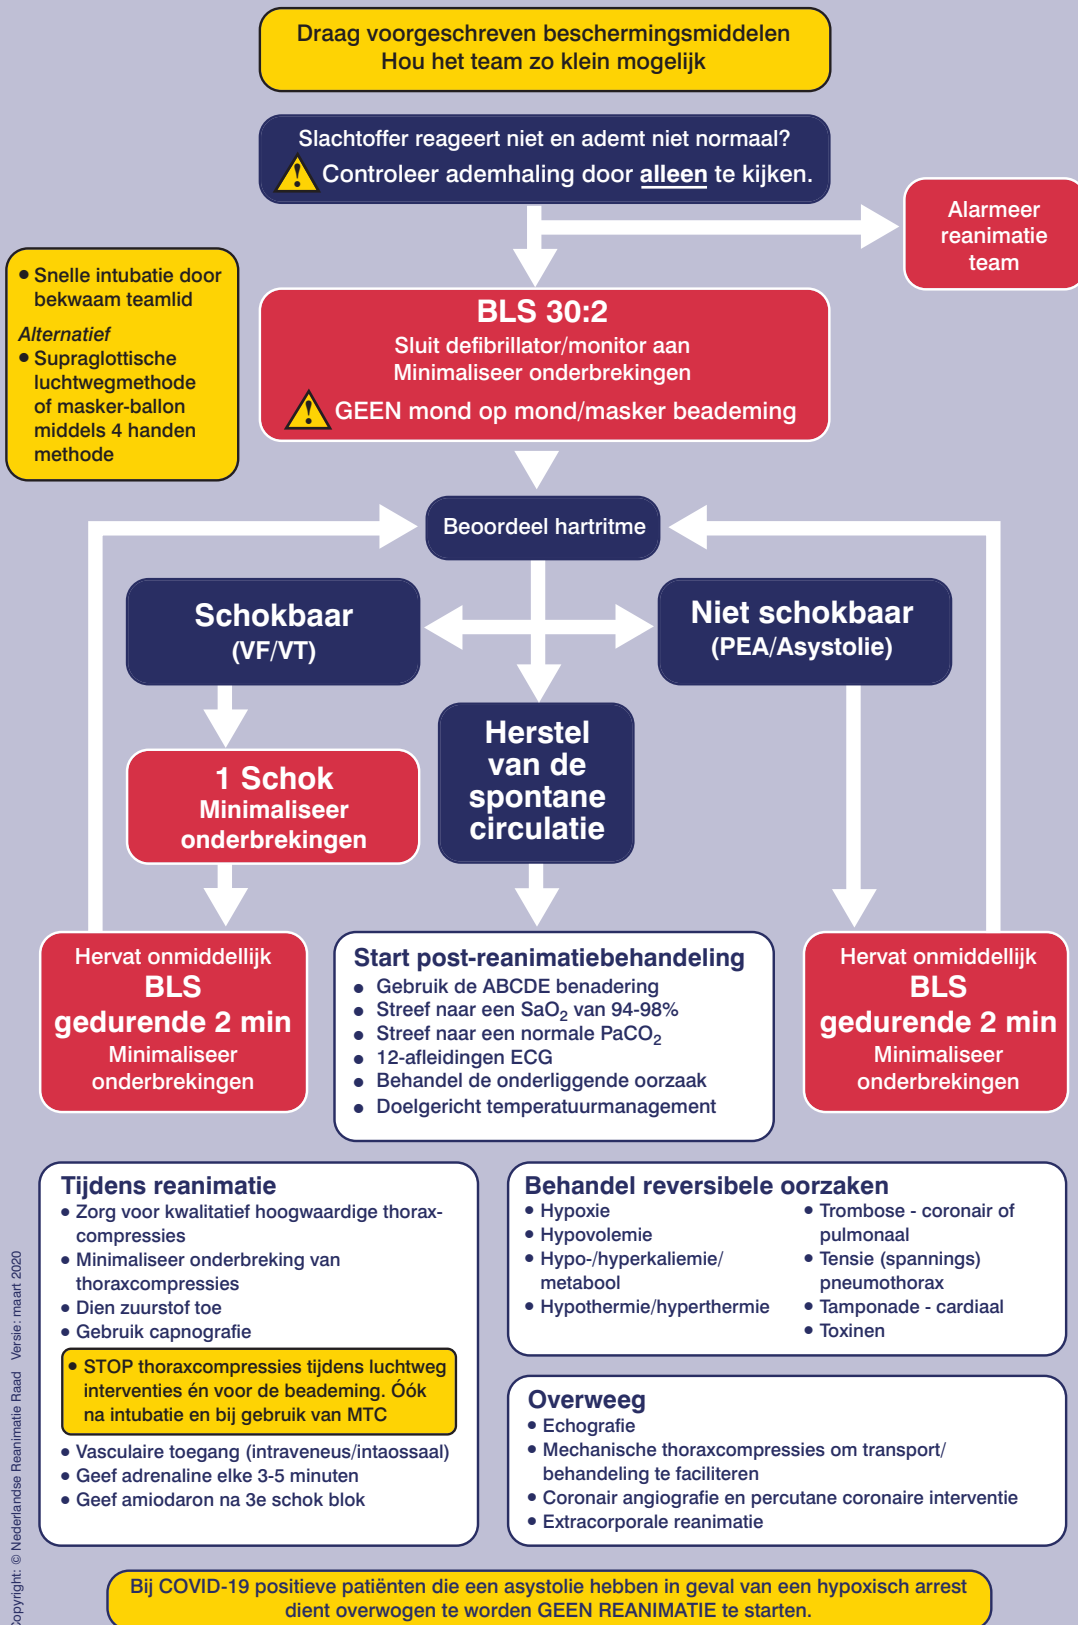 Draag voorgeschreven beschermingsmiddelen
Hou het team zo klein mogelijk
Slachtoffer reageert niet en ademt niet normaal?
! Controleer ademhaling door alleen te kijken.
Alarmeer
reanimatie
team
• Snelle intubatie door
bekwaam teamlid
Alternatief
• Supraglottische
luchtwegmethode
of masker-ballon
middels 4 handen
methode
BLS 30:2
Sluit defibrillator/monitor aan
Minimaliseer onderbrekingen
! GEEN mond op mond/masker beademing
Beoordeel hartritme
Schokbaar
(VF/VT)
Niet schokbaar
(PEA/Asystolie)
1 Schok
Minimaliseer
onderbrekingen
Herstel
van de
spontane
circulatie
Hervat onmiddellijk
BLS
gedurende 2 min
Minimaliseer
onderbrekingen
Start post-reanimatiebehandeling
• Gebruik de ABCDE benadering
• Streef naar een SaO₂ van 94-98%
• Streef naar een normale PaCO₂
• 12-afleidingen ECG
• Behandel de onderliggende oorzaak
• Doelgericht temperatuurmanagement
Hervat onmiddellijk
BLS
gedurende 2 min
Minimaliseer
onderbrekingen
Tijdens reanimatie
• Zorg voor kwalitatief hoogwaardige thorax-
compressies
• Minimaliseer onderbreking van
thoraxcompressies
• Dien zuurstof toe
• Gebruik capnografie
• STOP thoraxcompressies tijdens luchtweg
interventies én voor de beademing. Óók
na intubatie en bij gebruik van MTC
• Vasculaire toegang (intraveneus/intaossaal)
• Geef adrenaline elke 3-5 minuten
• Geef amiodaron na 3e schok blok
Behandel reversibele oorzaken
• Hypoxie
• Hypovolemie
• Hypo-/hyperkaliemie/
metabool
• Hypothermie/hyperthermie
• Trombose - coronair of
pulmonaal
• Tensie (spannings)
pneumothorax
• Tamponade - cardiaal
• Toxinen
Overweeg
• Echografie
• Mechanische thoraxcompressies om transport/
behandeling te faciliteren
• Coronair angiografie en percutane coronaire interventie
• Extracorporale reanimatie
Bij COVID-19 positieve patiënten die een asystolie hebben in geval van een hypoxisch arrest
dient overwogen te worden GEEN REANIMATIE te starten.
Copyright: © Nederlandse Reanimatie Raad Versie: maart 2020